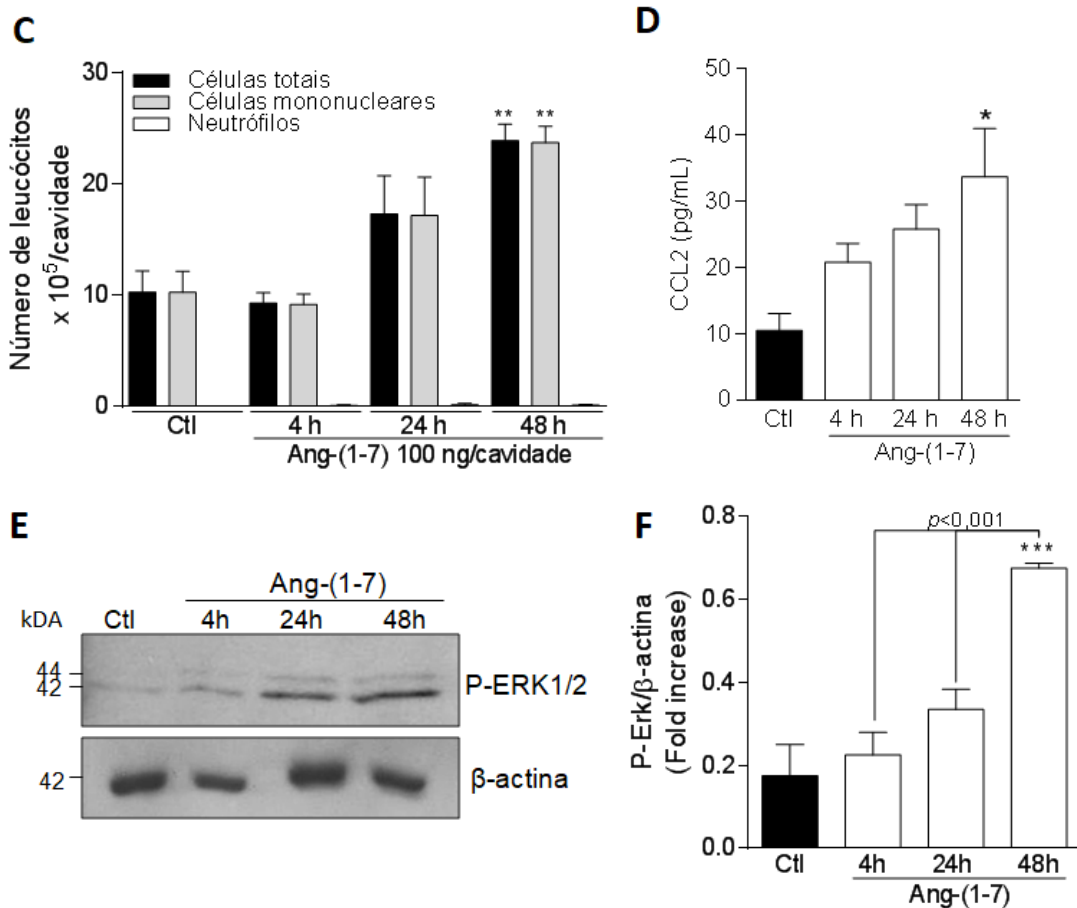 C
Número de leucócitos
x 10⁵/cavidade
30
20
10
0
Células totais
Células mononucleares
Neutrófilos
** **
Ctl 4 h 24 h 48 h
Ang-(1-7) 100 ng/cavidade
D
CCL2 (pg/mL)
50
40
30
20
10
0
*
Ctl 4 h 24 h 48 h
Ang-(1-7)
E
Ang-(1-7)
kDA Ctl 4h 24h 48h
44
42
P-ERK1/2
42
β-actina
F
P-Erk/β-actina
(Fold increase)
0.8
0.6
0.4
0.2
0.0
p<0,001
***
Ctl 4h 24h 48h
Ang-(1-7)